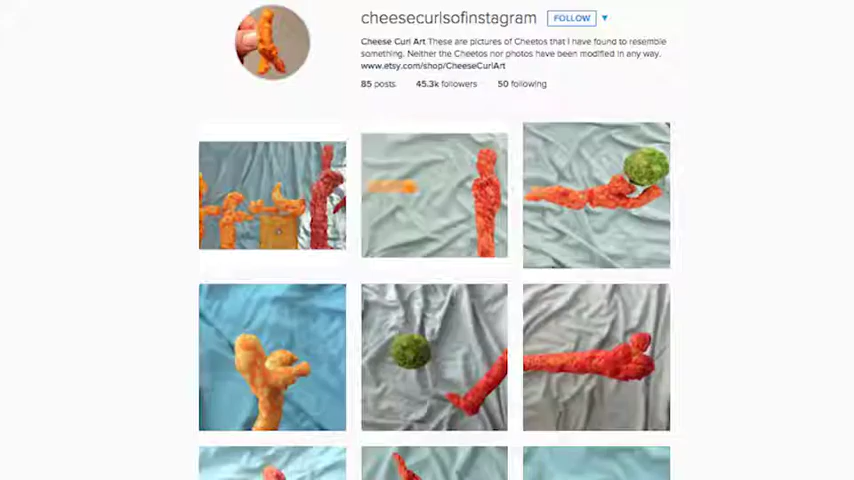 cheesecurlsofinstagram FOLLOW
Cheese Curl Art These are pictures of Cheetos that I have found to resemble
something. Neither the Cheetos nor photos have been modified in any way.
www.etsy.com/shop/CheeseCurlArt
85 posts 45.3k followers 50 following